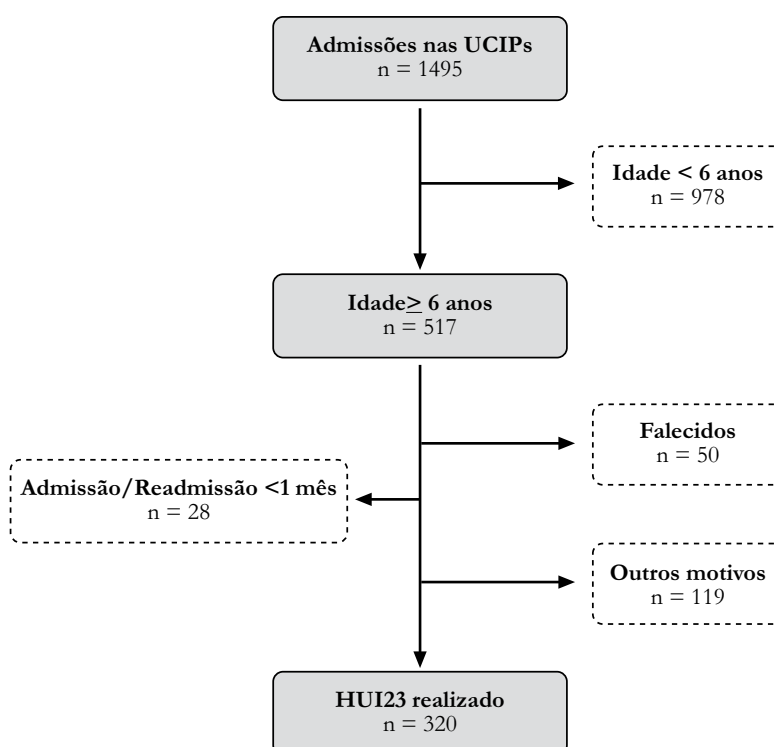 Admissões nas UCIPs
n = 1495
Idade < 6 anos
n = 978
Idade ≥ 6 anos
n = 517
Falecidos
n = 50
Admissão/Readmissão <1 mês
n = 28
Outros motivos
n = 119
HUI23 realizado
n = 320